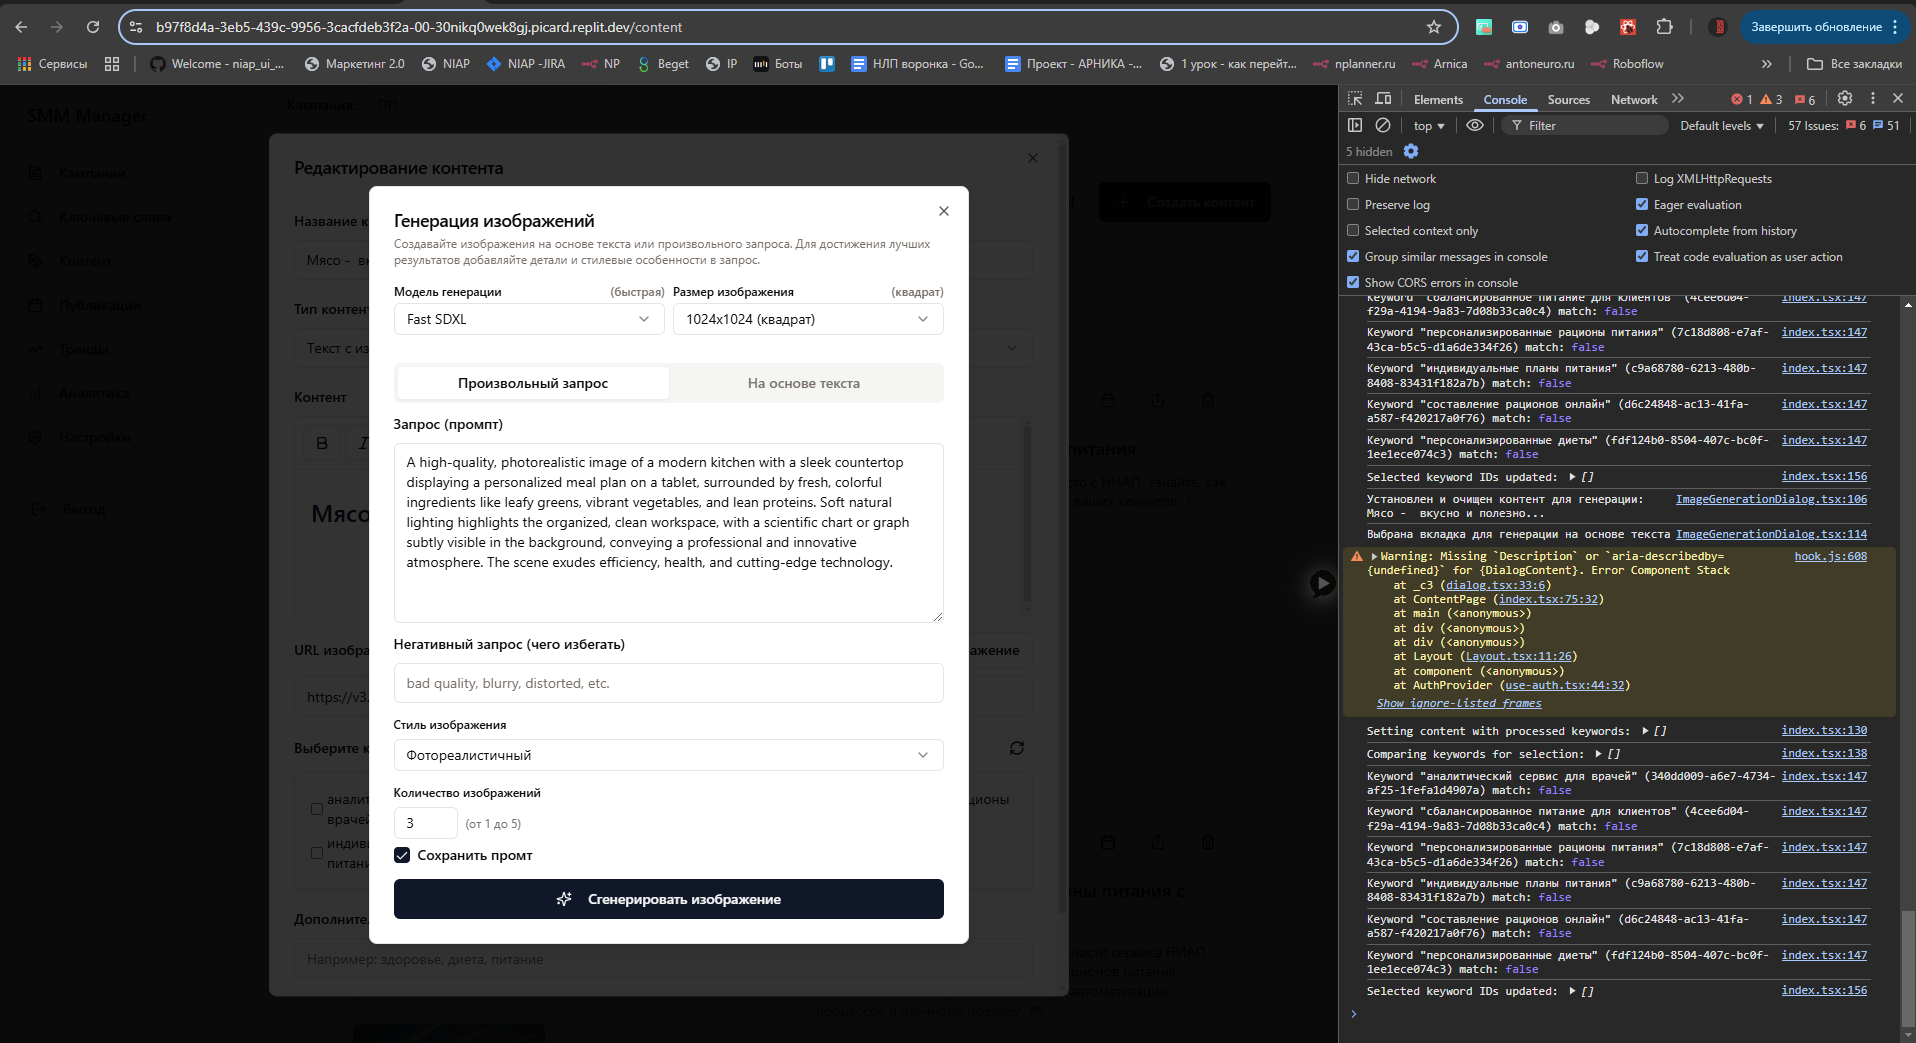 b97f8d4a-3eb5-439c-9956-3cacfdeb3f2a-00-30nikq0wek8gj.picard.replit.dev/content
Завершить обновление
Сервисы
Welcome - niap_ui_...
Маркетинг 2.0
NIAP
NIAP -JIRA
NP
Beget
IP
Боты
НЛП воронка - Go...
Проект - АРНИКА -...
1 урок - как перейт...
nplanner.ru
Arnica
antoneuro.ru
Roboflow
Все закладки
SMM Manager
Кампании
Ключевые слова
Контент
Публикации
Тренды
Аналитика
Настройки
Выход
Кампания:
ПП
Создать контент
Редактирование контента
Название к
Мясо - вк
Тип контен
Текст с из
Контент
B
I
Мясо
URL изобра
ажение
https://v3.
Выберите к
аналит
врачей
индиви
питани
ционы
Дополните
Например: здоровье, диета, питание
питания
сто с НИАП. Узнайте, как
ваших клиентов.
ны питания с
ности сервиса НИАП
ционов питания,
автоматизации
процессов и научному подходу.
Генерация изображений
Создавайте изображения на основе текста или произвольного запроса. Для достижения лучших
результатов добавляйте детали и стилевые особенности в запрос.
Модель генерации
(быстрая)
Размер изображения
(квадрат)
Fast SDXL
1024x1024 (квадрат)
Произвольный запрос
На основе текста
Запрос (промпт)
A high-quality, photorealistic image of a modern kitchen with a sleek countertop
displaying a personalized meal plan on a tablet, surrounded by fresh, colorful
ingredients like leafy greens, vibrant vegetables, and lean proteins. Soft natural
lighting highlights the organized, clean workspace, with a scientific chart or graph
subtly visible in the background, conveying a professional and innovative
atmosphere. The scene exudes efficiency, health, and cutting-edge technology.
Негативный запрос (чего избегать)
bad quality, blurry, distorted, etc.
Стиль изображения
Фотореалистичный
Количество изображений
3
(от 1 до 5)
Сохранить промт
Сгенерировать изображение
Elements
Console
Sources
Network
1
3
6
top
Filter
Default levels
57 Issues:
6
51
5 hidden
Hide network
Log XMLHttpRequests
Preserve log
Eager evaluation
Selected context only
Autocomplete from history
Group similar messages in console
Treat code evaluation as user action
Show CORS errors in console
Keyword "сбалансированное питание для клиентов" (4cee6d04- index.tsx:147
f29a-4194-9a83-7d08b33ca0c4) match: false
Keyword "персонализированные рационы питания" (7c18d808-e7af- index.tsx:147
43ca-b5c5-d1a6de334f26) match: false
Keyword "индивидуальные планы питания" (c9a68780-6213-480b- index.tsx:147
8408-83431f182a7b) match: false
Keyword "составление рационов онлайн" (d6c24848-ac13-41fa- index.tsx:147
a587-f420217a0f76) match: false
Keyword "персонализированные диеты" (fdf124b0-8504-407c-bc0f- index.tsx:147
1ee1ece074c3) match: false
Selected keyword IDs updated: ▶ [] index.tsx:156
Установлен и очищен контент для генерации: ImageGenerationDialog.tsx:106
Мясо - вкусно и полезно...
Выбрана вкладка для генерации на основе текста ImageGenerationDialog.tsx:114
Warning: Missing `Description` or `aria-describedby= hook.js:608
{undefined}` for {DialogContent}. Error Component Stack
at _c3 (dialog.tsx:33:6)
at ContentPage (index.tsx:75:32)
at main (<anonymous>)
at div (<anonymous>)
at div (<anonymous>)
at Layout (Layout.tsx:11:26)
at component (<anonymous>)
at AuthProvider (use-auth.tsx:44:32)
Show ignore-listed frames
Setting content with processed keywords: ▶ [] index.tsx:130
Comparing keywords for selection: ▶ [] index.tsx:138
Keyword "аналитический сервис для врачей" (340dd009-a6e7-4734- index.tsx:147
af25-1fefa1d4907a) match: false
Keyword "сбалансированное питание для клиентов" (4cee6d04- index.tsx:147
f29a-4194-9a83-7d08b33ca0c4) match: false
Keyword "персонализированные рационы питания" (7c18d808-e7af- index.tsx:147
43ca-b5c5-d1a6de334f26) match: false
Keyword "индивидуальные планы питания" (c9a68780-6213-480b- index.tsx:147
8408-83431f182a7b) match: false
Keyword "составление рационов онлайн" (d6c24848-ac13-41fa- index.tsx:147
a587-f420217a0f76) match: false
Keyword "персонализированные диеты" (fdf124b0-8504-407c-bc0f- index.tsx:147
1ee1ece074c3) match: false
Selected keyword IDs updated: ▶ [] index.tsx:156